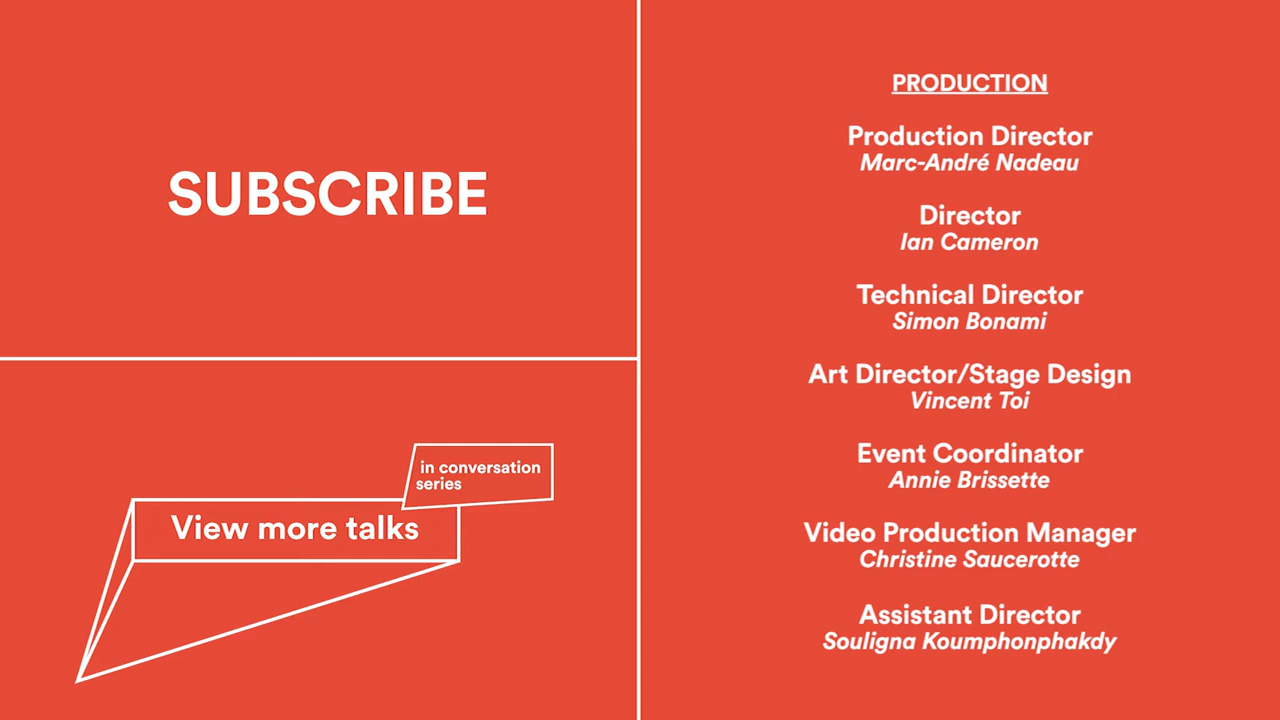 SUBSCRIBE
in conversation
series
View more talks
PRODUCTION
Production Director
Marc-André Nadeau
Director
Ian Cameron
Technical Director
Simon Bonami
Art Director/Stage Design
Vincent Toi
Event Coordinator
Annie Brissette
Video Production Manager
Christine Saucerotte
Assistant Director
Souligna Koumphonphakdy